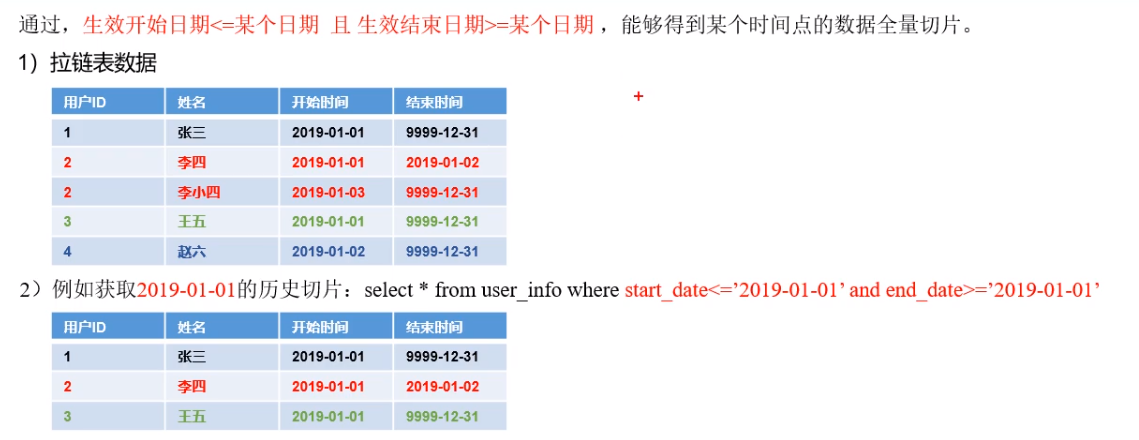 通过，生效开始日期<=某个日期 且 生效结束日期>=某个日期 ，能够得到某个时间点的数据全量切片。
1）拉链表数据
用户ID 姓名 开始时间 结束时间
1 张三 2019-01-01 9999-12-31
2 李四 2019-01-01 2019-01-02
2 李小四 2019-01-03 9999-12-31
3 王五 2019-01-01 9999-12-31
4 赵六 2019-01-02 9999-12-31
2）例如获取2019-01-01的历史切片：select * from user_info where start_date<=’2019-01-01’ and end_date>=’2019-01-01’
用户ID 姓名 开始时间 结束时间
1 张三 2019-01-01 9999-12-31
2 李四 2019-01-01 2019-01-02
3 王五 2019-01-01 9999-12-31